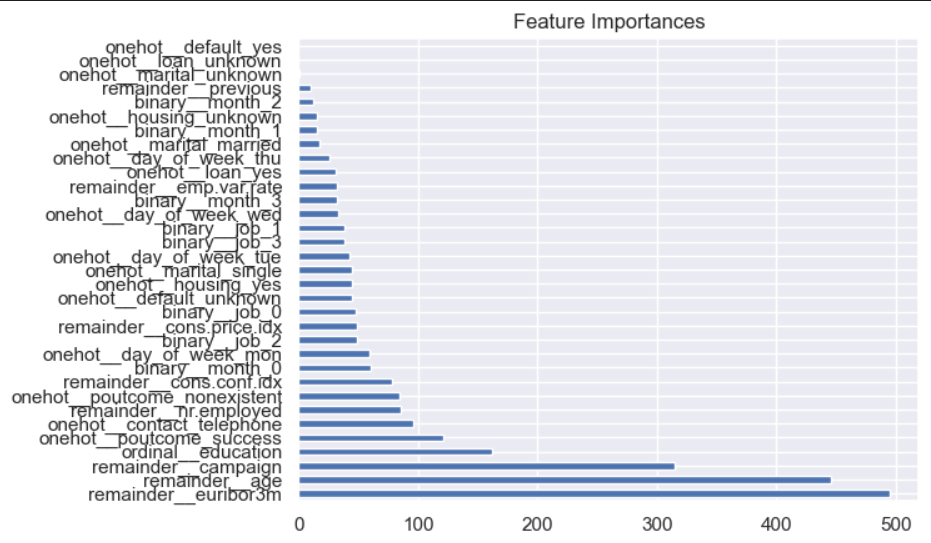 Feature Importances
onehot__default_yes
onehot__loan_unknown
onehot__marital_unknown
remainder__previous
binary__month_2
onehot__housing_unknown
binary__month_1
onehot__marital_married
onehot__day_of_week_thu
onehot__loan_yes
remainder__emp.var.rate
binary__month_3
onehot__day_of_week_wed
binary__job_1
binary__job_3
onehot__day_of_week_tue
onehot__marital_single
onehot__housing_yes
onehot__default_unknown
binary__job_0
remainder__cons.price.idx
binary__job_2
onehot__day_of_week_mon
binary__month_0
remainder__cons.conf.idx
onehot__poutcome_nonexistent
remainder__nr.employed
onehot__contact_telephone
onehot__poutcome_success
ordinal__education
remainder__campaign
remainder__age
remainder__euribor3m
0 100 200 300 400 500